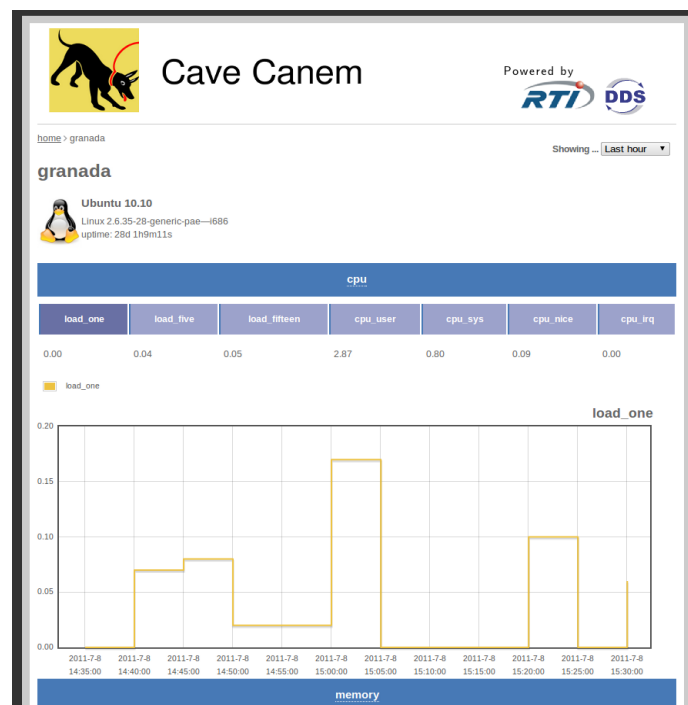 Cave Canem
Powered by
RTI DDS
home > granada
Showing ... Last hour
granada
Ubuntu 10.10
Linux 2.6.35-28-generic-pae—i686
uptime: 28d 1h9m11s
cpu
load_one load_five load_fifteen cpu_user cpu_sys cpu_nice cpu_irq
0.00 0.04 0.05 2.87 0.80 0.09 0.00
load_one
load_one
0.20
0.15
0.10
0.05
0.00
2011-7-8 2011-7-8 2011-7-8 2011-7-8 2011-7-8 2011-7-8 2011-7-8 2011-7-8 2011-7-8 2011-7-8 2011-7-8 2011-7-8
14:35:00 14:40:00 14:45:00 14:50:00 14:55:00 15:00:00 15:05:00 15:10:00 15:15:00 15:20:00 15:25:00 15:30:00
memory